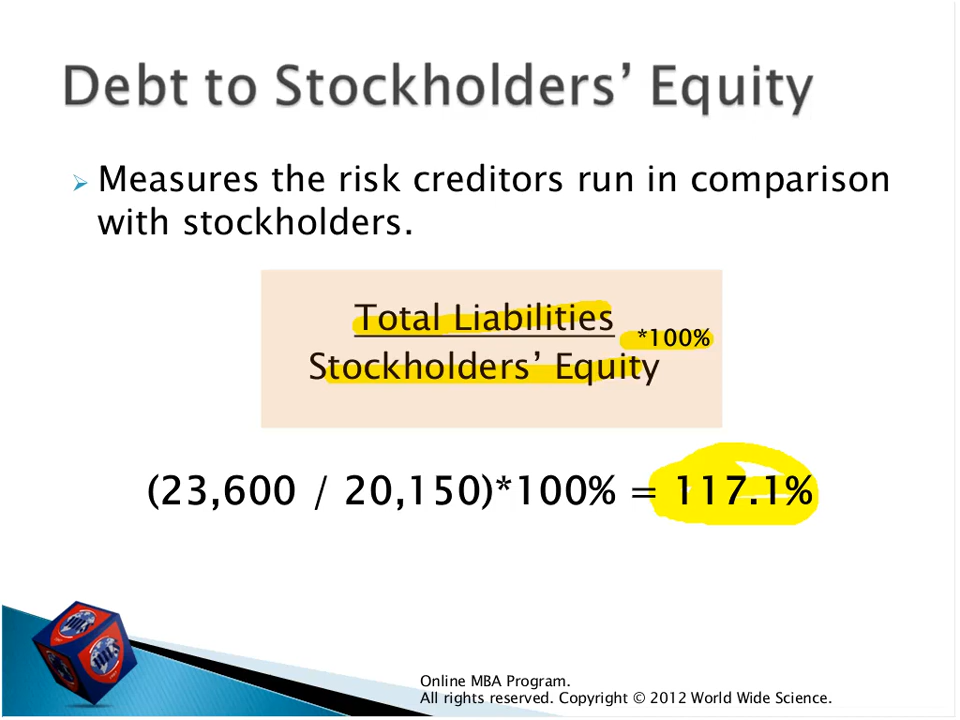 Debt to Stockholders’ Equity
Measures the risk creditors run in comparison
with stockholders.
Total Liabilities
*100%
Stockholders’ Equity
(23,600 / 20,150)*100% = 117.1%
Online MBA Program.
All rights reserved. Copyright © 2012 World Wide Science.